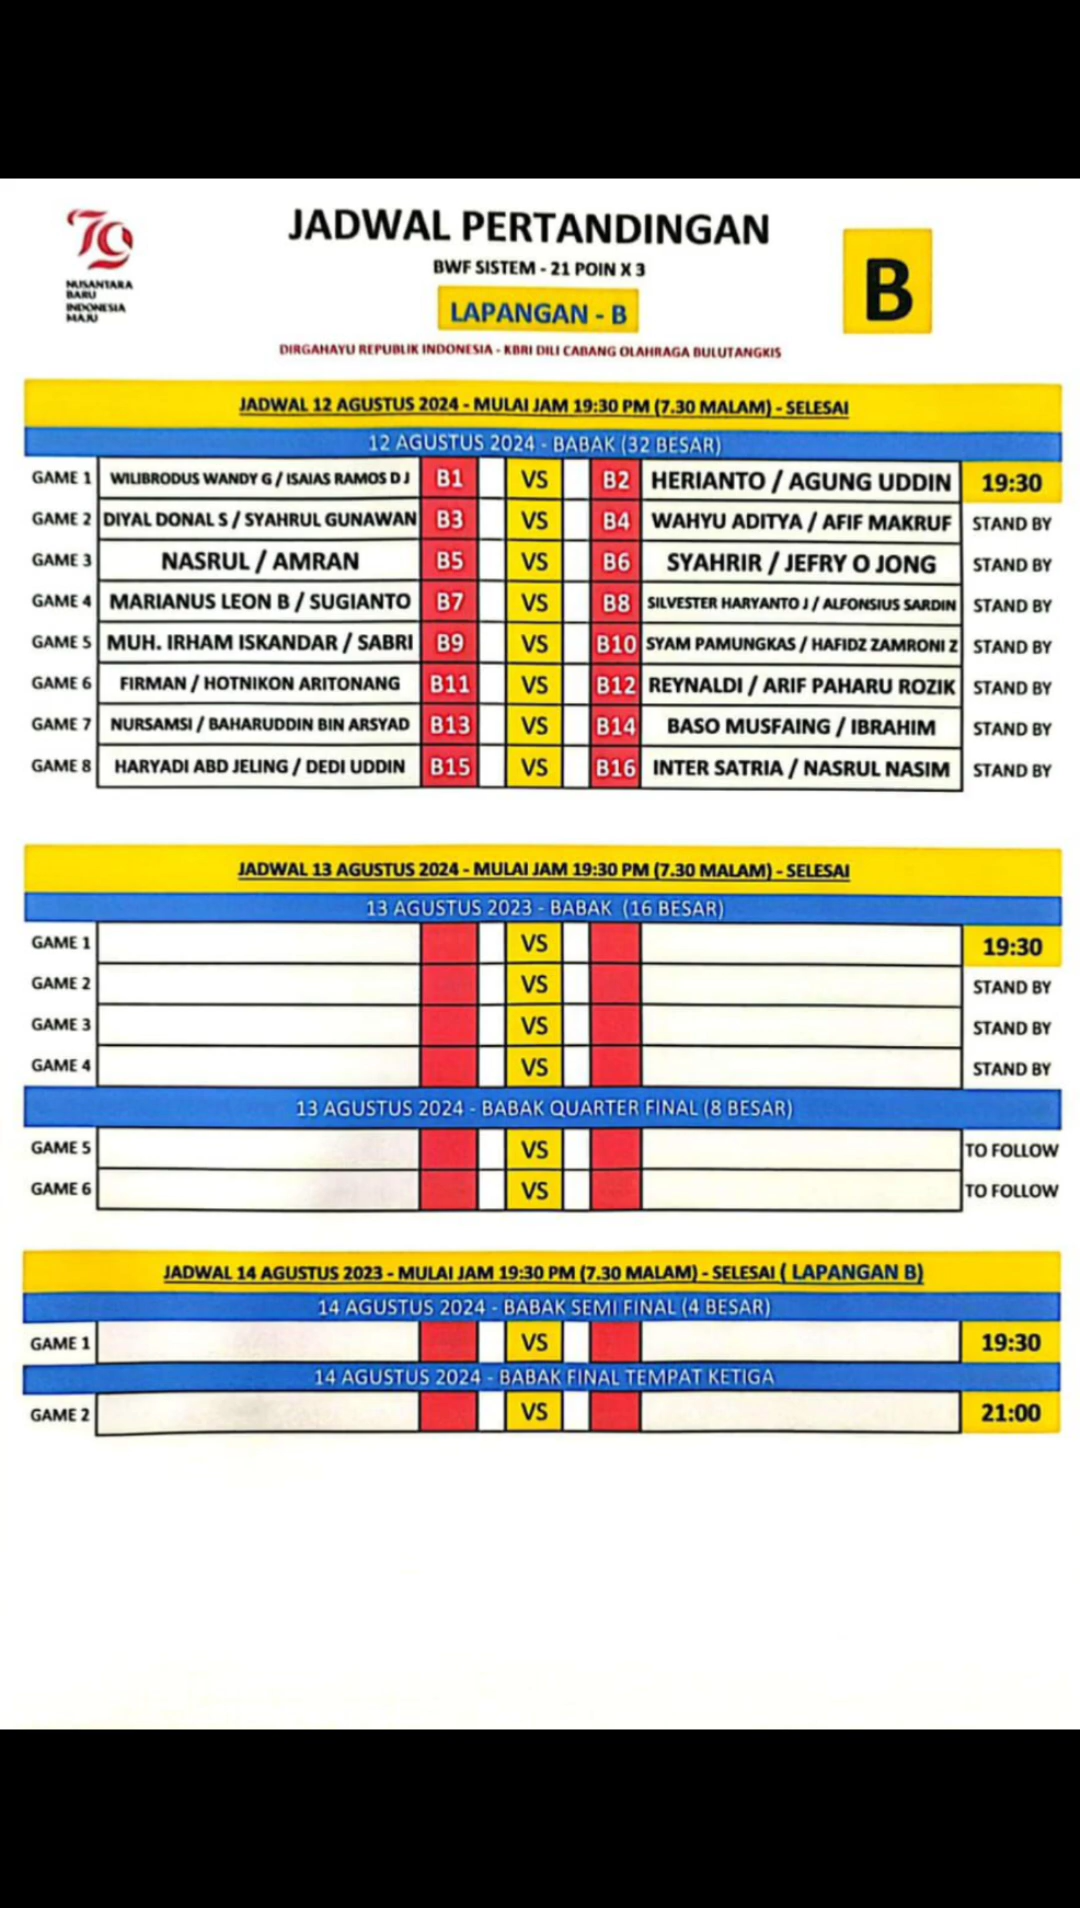 79
NUSANTARA
BARU
INDONESIA
MAJU
JADWAL PERTANDINGAN
BWF SISTEM - 21 POIN X 3
LAPANGAN - B
B
DIRGAHAYU REPUBLIK INDONESIA - KBRI DILI CABANG OLAHRAGA BULUTANGKIS
JADWAL 12 AGUSTUS 2024 - MULAI JAM 19:30 PM (7.30 MALAM) - SELESAI
12 AGUSTUS 2024 - BABAK (32 BESAR)
GAME 1 WILIBRODUS WANDY G / ISAIAS RAMOS D J B1 VS B2 HERIANTO / AGUNG UDDIN 19:30
GAME 2 DIYAL DONAL S / SYAHRUL GUNAWAN B3 VS B4 WAHYU ADITYA / AFIF MAKRUF STAND BY
GAME 3 NASRUL / AMRAN B5 VS B6 SYAHRIR / JEFRY O JONG STAND BY
GAME 4 MARIANUS LEON B / SUGIANTO B7 VS B8 SILVESTER HARYANTO J / ALFONSIUS SARDIN STAND BY
GAME 5 MUH. IRHAM ISKANDAR / SABRI B9 VS B10 SYAM PAMUNGKAS / HAFIDZ ZAMRONI Z STAND BY
GAME 6 FIRMAN / HOTNIKON ARITONANG B11 VS B12 REYNALDI / ARIF PAHARU ROZIK STAND BY
GAME 7 NURSAMSI / BAHARUDDIN BIN ARSYAD B13 VS B14 BASO MUSFAING / IBRAHIM STAND BY
GAME 8 HARYADI ABD JELING / DEDI UDDIN B15 VS B16 INTER SATRIA / NASRUL NASIM STAND BY
JADWAL 13 AGUSTUS 2024 - MULAI JAM 19:30 PM (7.30 MALAM) - SELESAI
13 AGUSTUS 2023 - BABAK (16 BESAR)
GAME 1 VS 19:30
GAME 2 VS STAND BY
GAME 3 VS STAND BY
GAME 4 VS STAND BY
13 AGUSTUS 2024 - BABAK QUARTER FINAL (8 BESAR)
GAME 5 VS TO FOLLOW
GAME 6 VS TO FOLLOW
JADWAL 14 AGUSTUS 2023 - MULAI JAM 19:30 PM (7.30 MALAM) - SELESAI ( LAPANGAN B)
14 AGUSTUS 2024 - BABAK SEMI FINAL (4 BESAR)
GAME 1 VS 19:30
14 AGUSTUS 2024 - BABAK FINAL TEMPAT KETIGA
GAME 2 VS 21:00